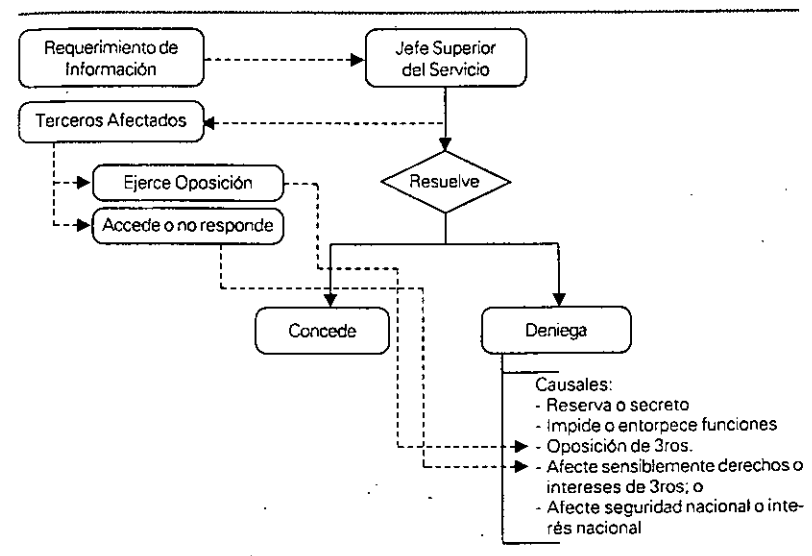 Requerimiento de
Información
Jefe Superior
del Servicio
Terceros Afectados
Ejerce Oposición
Resuelve
Accede o no responde
Concede
Deniega
Causales:
- Reserva o secreto
- Impide o entorpece funciones
- Oposición de 3ros.
- Afecte sensiblemente derechos o
intereses de 3ros; o
- Afecte seguridad nacional o inte-
rés nacional